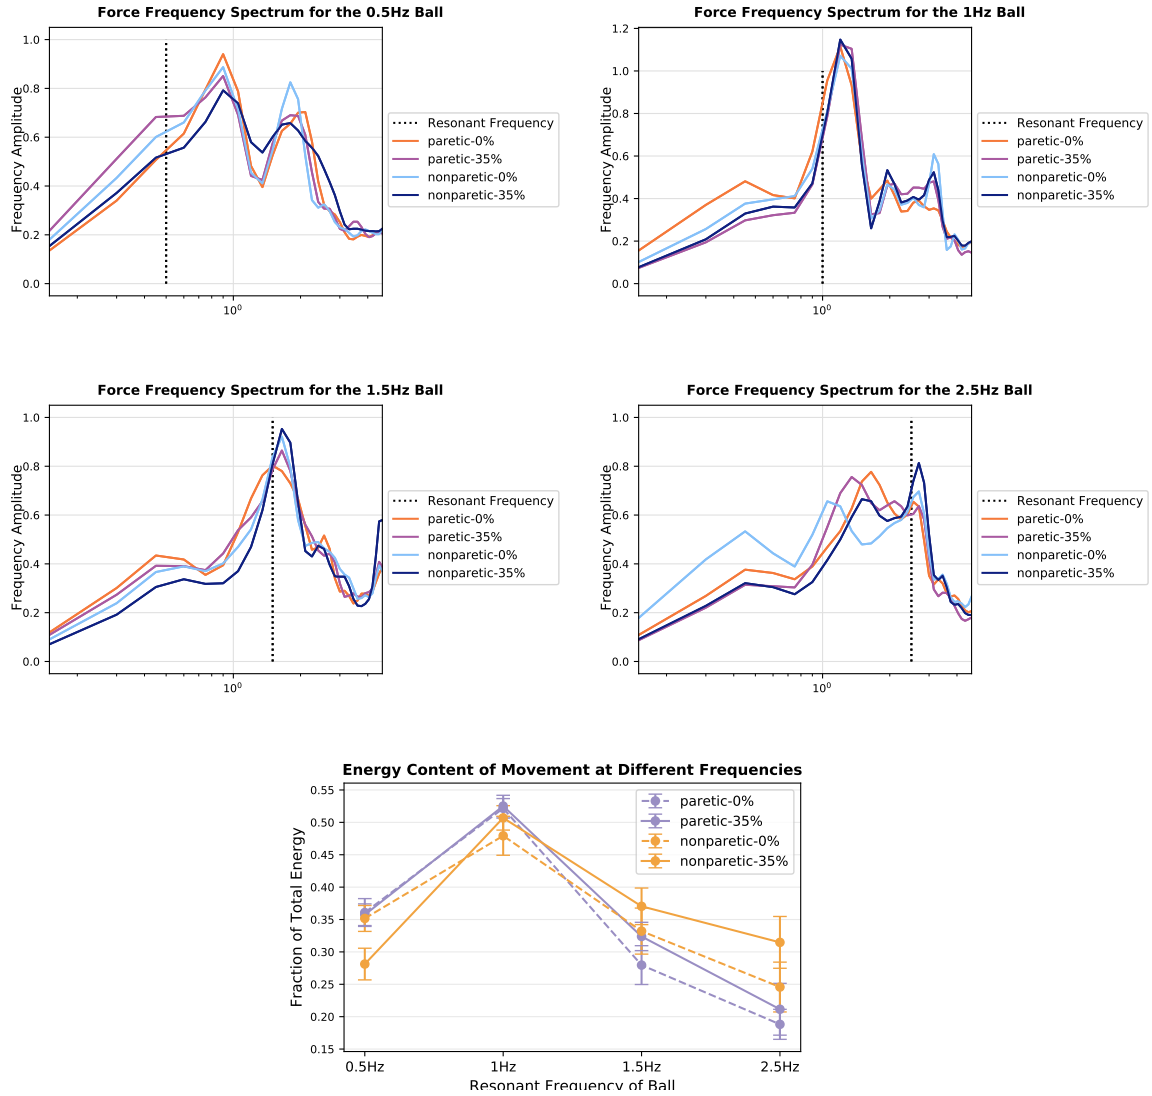 Force Frequency Spectrum for the 0.5Hz Ball
Frequency Amplitude
1.0
0.8
0.6
0.4
0.2
0.0
10⁰
Resonant Frequency
paretic-0%
paretic-35%
nonparetic-0%
nonparetic-35%
Force Frequency Spectrum for the 1Hz Ball
Frequency Amplitude
1.2
1.0
0.8
0.6
0.4
0.2
0.0
10⁰
Resonant Frequency
paretic-0%
paretic-35%
nonparetic-0%
nonparetic-35%
Force Frequency Spectrum for the 1.5Hz Ball
Frequency Amplitude
1.0
0.8
0.6
0.4
0.2
0.0
10⁰
Resonant Frequency
paretic-0%
paretic-35%
nonparetic-0%
nonparetic-35%
Force Frequency Spectrum for the 2.5Hz Ball
Frequency Amplitude
1.0
0.8
0.6
0.4
0.2
0.0
10⁰
Resonant Frequency
paretic-0%
paretic-35%
nonparetic-0%
nonparetic-35%
Energy Content of Movement at Different Frequencies
Fraction of Total Energy
0.55
0.50
0.45
0.40
0.35
0.30
0.25
0.20
0.15
paretic-0%
paretic-35%
nonparetic-0%
nonparetic-35%
0.5Hz 1Hz 1.5Hz 2.5Hz
Resonant Frequency of Ball